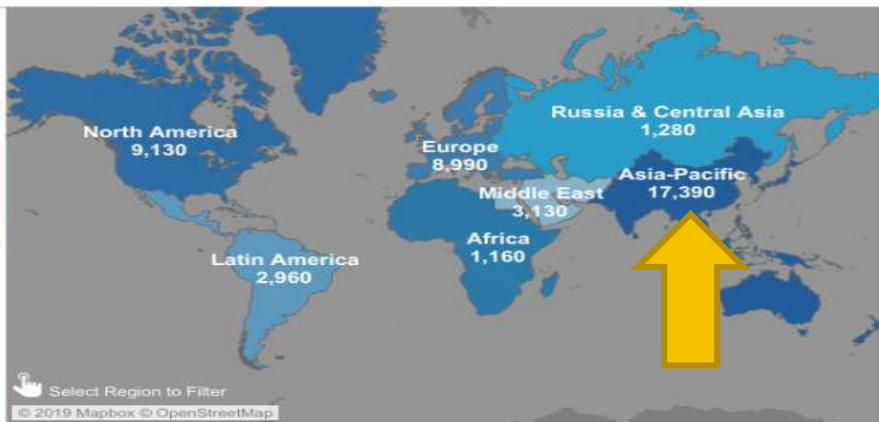 North America
9,130
Europe
8,990
Russia & Central Asia
1,280
Asia-Pacific
17,390
Middle East
3,130
Africa
1,160
Latin America
2,960
Select Region to Filter
© 2019 Mapbox © OpenStreetMap